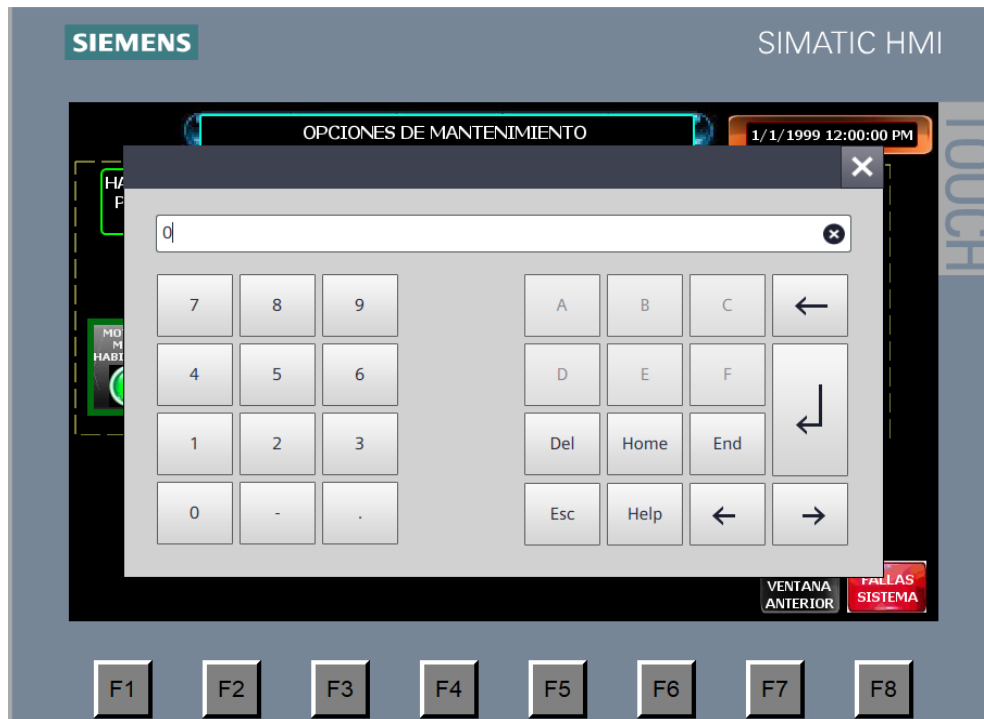 SIEMENS
SIMATIC HMI
TOUCH
OPCIONES DE MANTENIMIENTO
1/1/1999 12:00:00 PM
0
7 8 9 A B C
4 5 6 D E F
1 2 3 Del Home End
0 - . Esc Help
VENTANA
ANTERIOR
FALLAS
SISTEMA
F1 F2 F3 F4 F5 F6 F7 F8